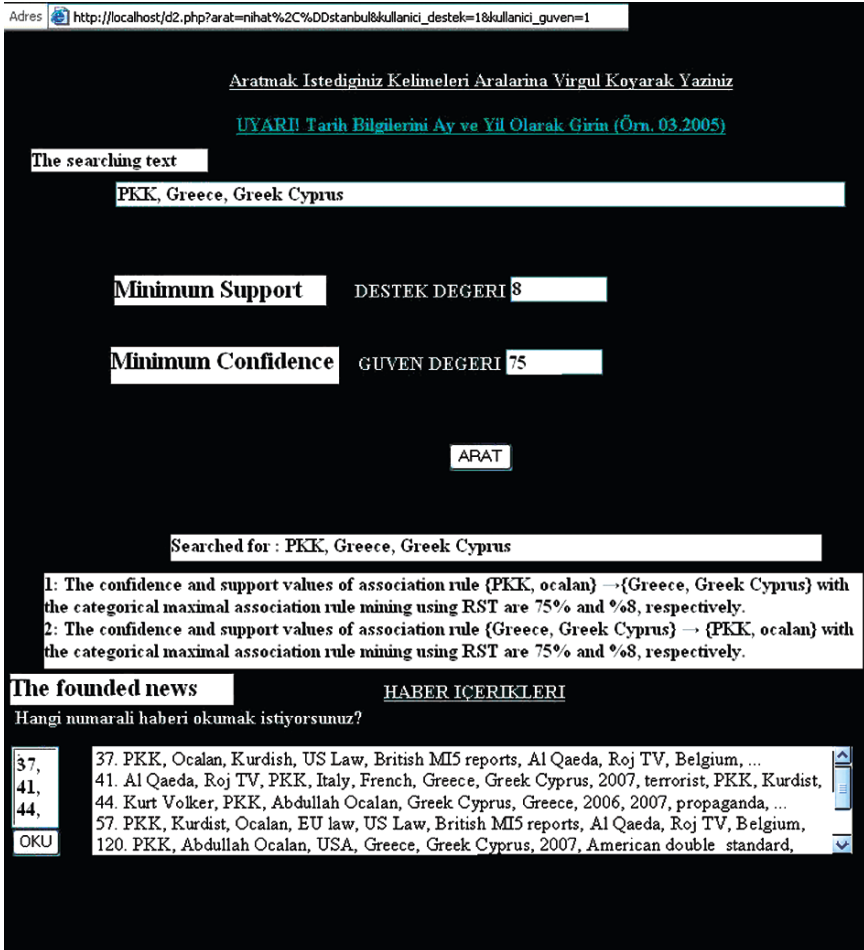 Adres http://localhost/d2.php?arat=nihat%2C%DDstanbul&kullanici_destek=1&kullanici_guven=1
Aratmak Istediginiz Kelimeleri Aralarina Virgul Koyarak Yaziniz
UYARI! Tarih Bilgilerini Ay ve Yil Olarak Girin (Örn. 03.2005)
The searching text
PKK, Greece, Greek Cyprus
Minimum Support DESTEK DEGERI 8
Minimum Confidence GUVEN DEGERI 75
ARAT
Searched for : PKK, Greece, Greek Cyprus
1: The confidence and support values of association rule {PKK, ocalan} →{Greece, Greek Cyprus} with
the categorical maximal association rule mining using RST are 75% and %8, respectively.
2: The confidence and support values of association rule {Greece, Greek Cyprus} → {PKK, ocalan} with
the categorical maximal association rule mining using RST are 75% and %8, respectively.
The founded news HABER IÇERIKLERI
Hangi numarali haberi okumak istiyorsunuz?
37, 37. PKK, Ocalan, Kurdish, US Law, British MI5 reports, Al Qaeda, Roj TV, Belgium, ...
41, 41. Al Qaeda, Roj TV, PKK, Italy, French, Greece, Greek Cyprus, 2007, terrorist, PKK, Kurdist,
44, 44. Kurt Volker, PKK, Abdullah Ocalan, Greek Cyprus, Greece, 2006, 2007, propaganda, ...
57. PKK, Kurdist, Ocalan, EU law, US Law, British MI5 reports, Al Qaeda, Roj TV, Belgium,
OKU 120. PKK, Abdullah Ocalan, USA, Greece, Greek Cyprus, 2007, American double standard,